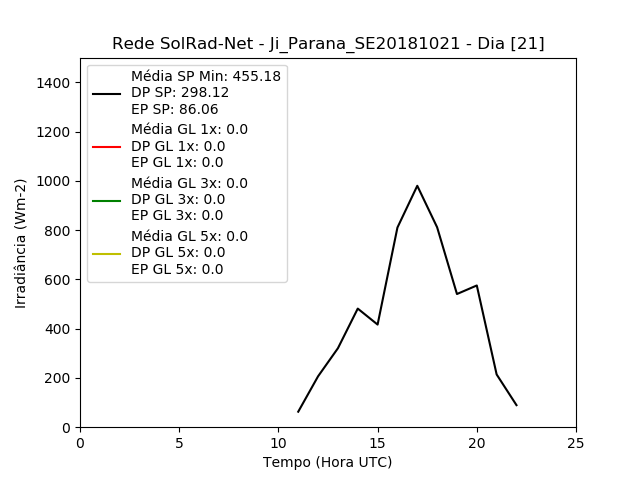 Rede SolRad-Net - Ji_Parana_SE20181021 - Dia [21]
Média SP Min: 455.18
DP SP: 298.12
EP SP: 86.06
Média GL 1x: 0.0
DP GL 1x: 0.0
EP GL 1x: 0.0
Média GL 3x: 0.0
DP GL 3x: 0.0
EP GL 3x: 0.0
Média GL 5x: 0.0
DP GL 5x: 0.0
EP GL 5x: 0.0
Irradiância (Wm-2)
1400
1200
1000
800
600
400
200
0
0 5 10 15 20 25
Tempo (Hora UTC)